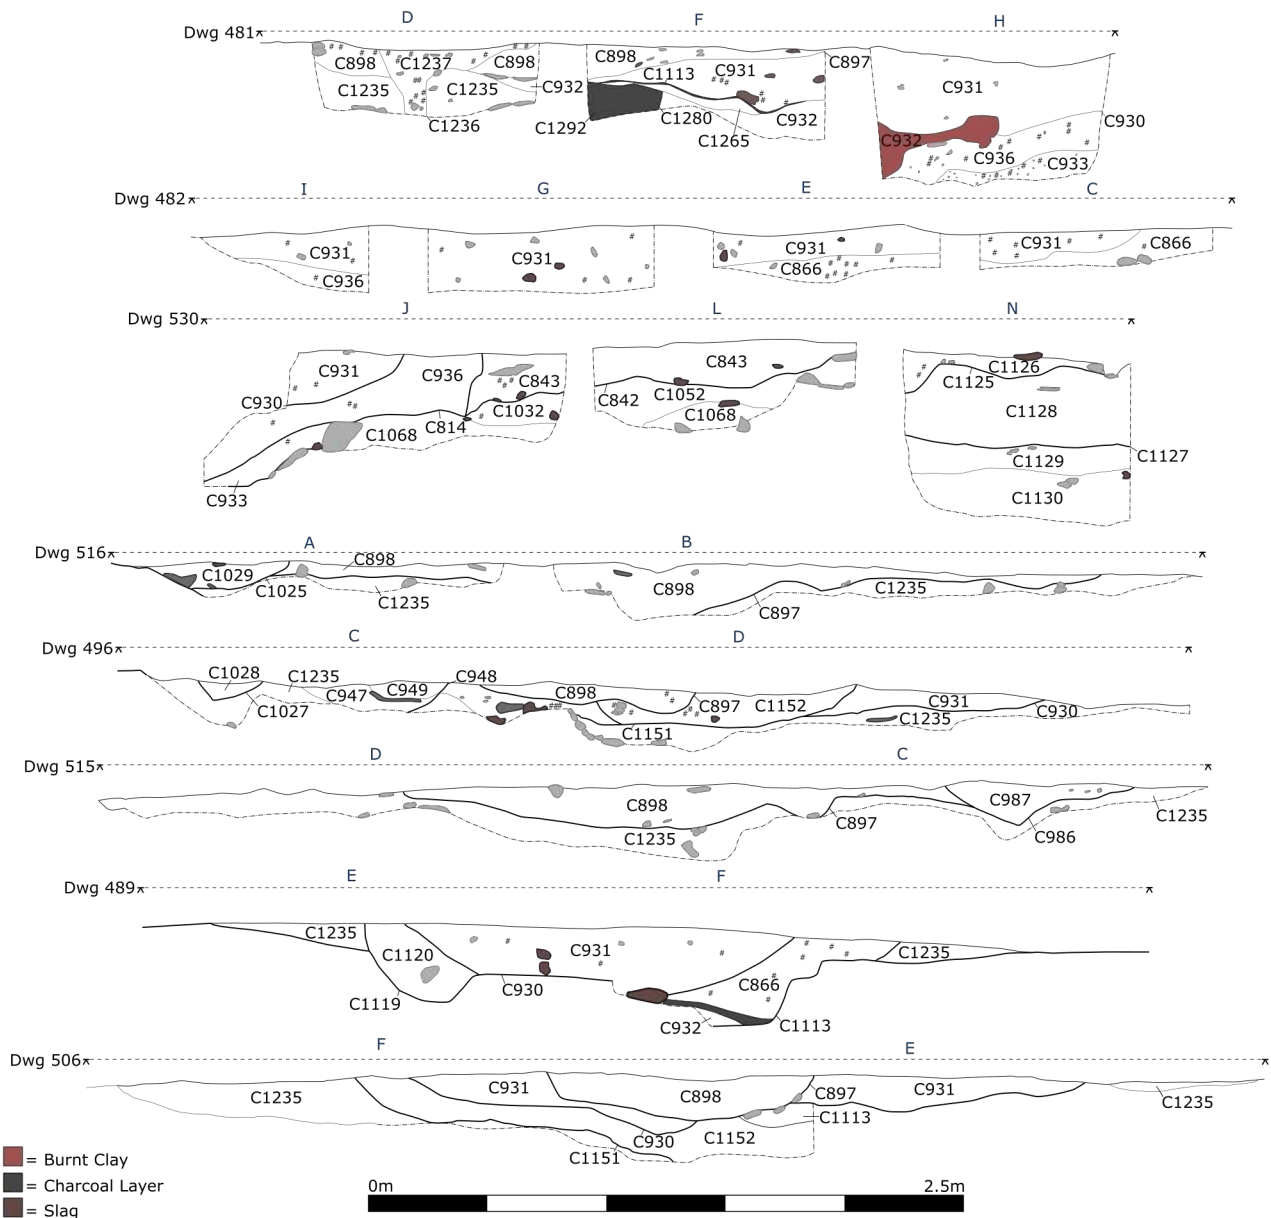 D F H
Dwg 481
C898 C1237 C898 C898 C931 C897
C1235 C1235 C932 C1113 C931
C1236 C1292 C1280 C932 C930
C1265 C932 C936 C933
I G E C
Dwg 482
C931 C931 C931 C931 C866
C936 C866
J L N
Dwg 530
C931 C936 C843 C843 C1126
C1125
C930 C1032 C842 C1052 C1128
C1068 C814 C1068
C933 C1129 C1127
C1130
A B
Dwg 516
C1029 C898 C898
C1025 C1235 C897 C1235
C D
Dwg 496
C1028 C1235 C948
C947 C949 C898 C897 C1152 C931
C1027 C1151 C1235 C930
D C
Dwg 515
C898 C987
C1235 C897 C986 C1235
E F
Dwg 489
C1235 C1120 C931 C1235
C1119 C930 C866
C932 C1113
F E
Dwg 506
C1235 C931 C898 C897 C931 C1235
C930 C1152 C1113
C1151
= Burnt Clay
= Charcoal Layer
= Slag
0m 2.5m